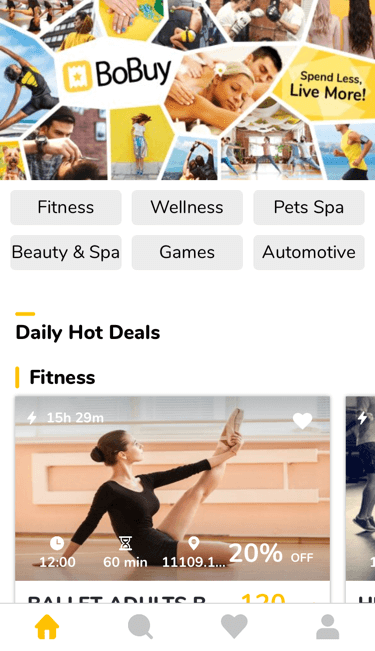 BoBuy
Spend Less,
Live More!
Fitness
Wellness
Pets Spa
Beauty & Spa
Games
Automotive
Daily Hot Deals
Fitness
15h 29m
12:00
60 min
11109.1...
20% OFF
BALLET ADULTS B
120